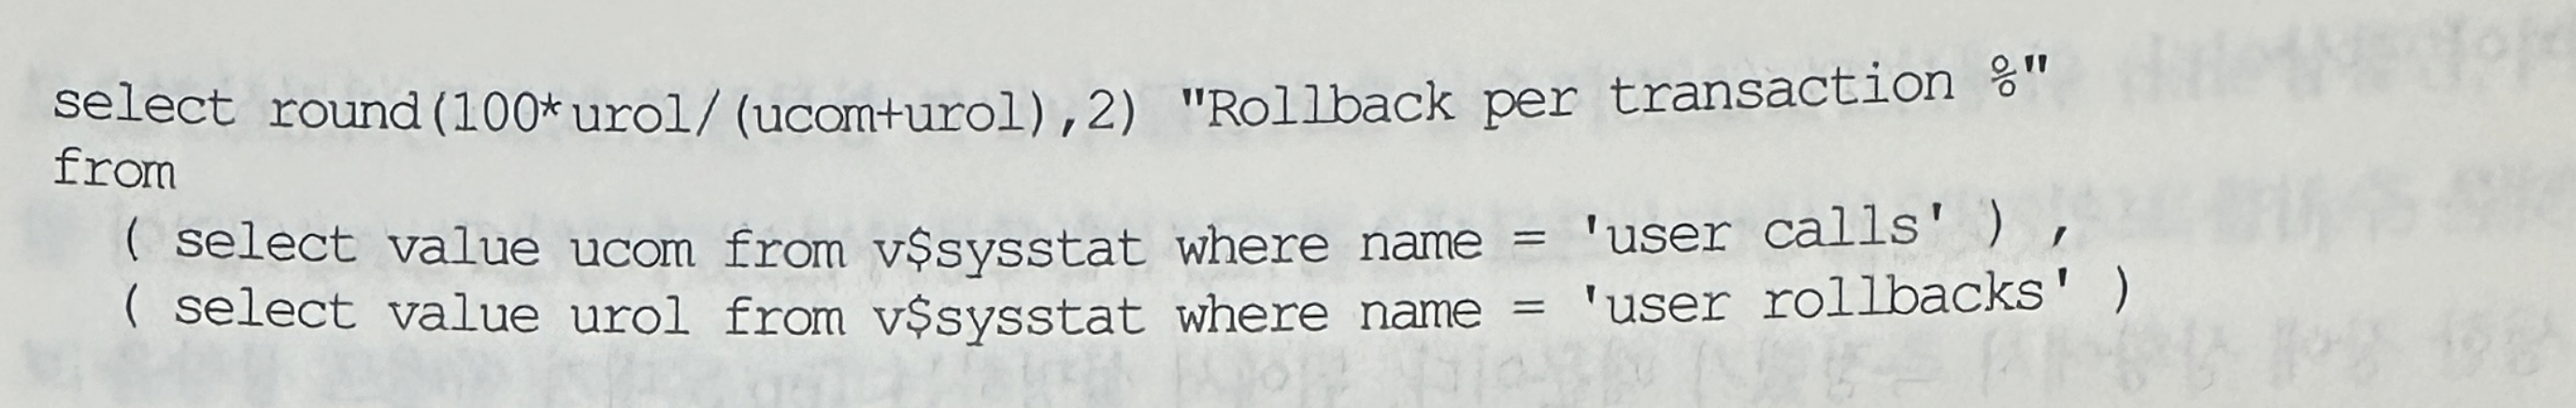 select round(100*urol/(ucom+urol),2) "Rollback per transaction %"
from
  ( select value ucom from v$sysstat where name = 'user calls' ) ,
  ( select value urol from v$sysstat where name = 'user rollbacks' )